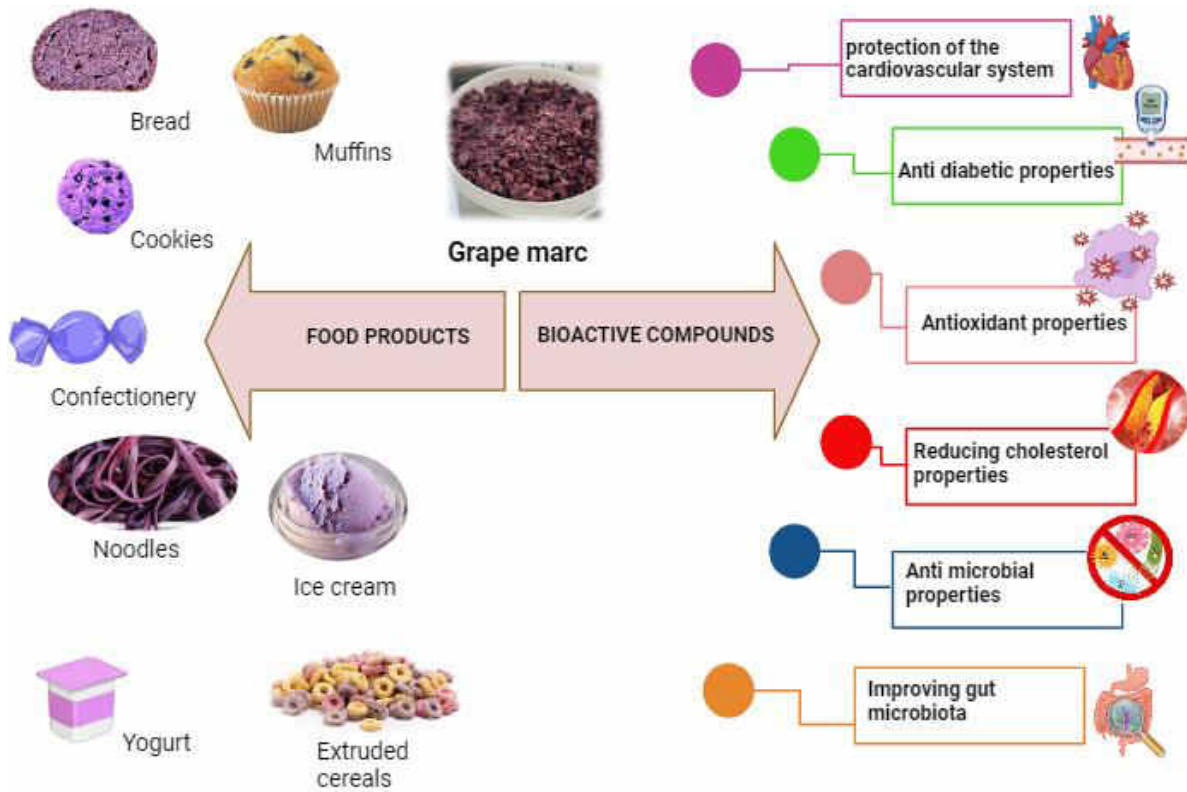 Bread
Muffins
Cookies
Confectionery
Noodles
Ice cream
Yogurt
Extruded
cereals
Grape marc
FOOD PRODUCTS
BIOACTIVE COMPOUNDS
protection of the
cardiovascular system
Anti diabetic properties
Antioxidant properties
Reducing cholesterol
properties
Anti microbial
properties
Improving gut
microbiota